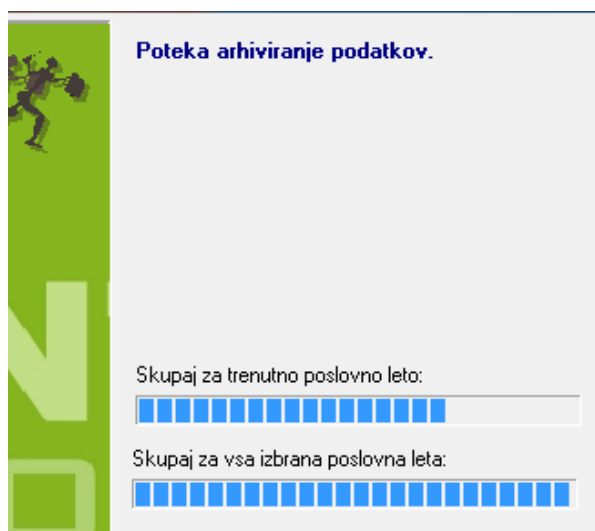 Poteka arhiviranje podatkov.
Skupaj za trenutno poslovno leto:
Skupaj za vsa izbrana poslovna leta: